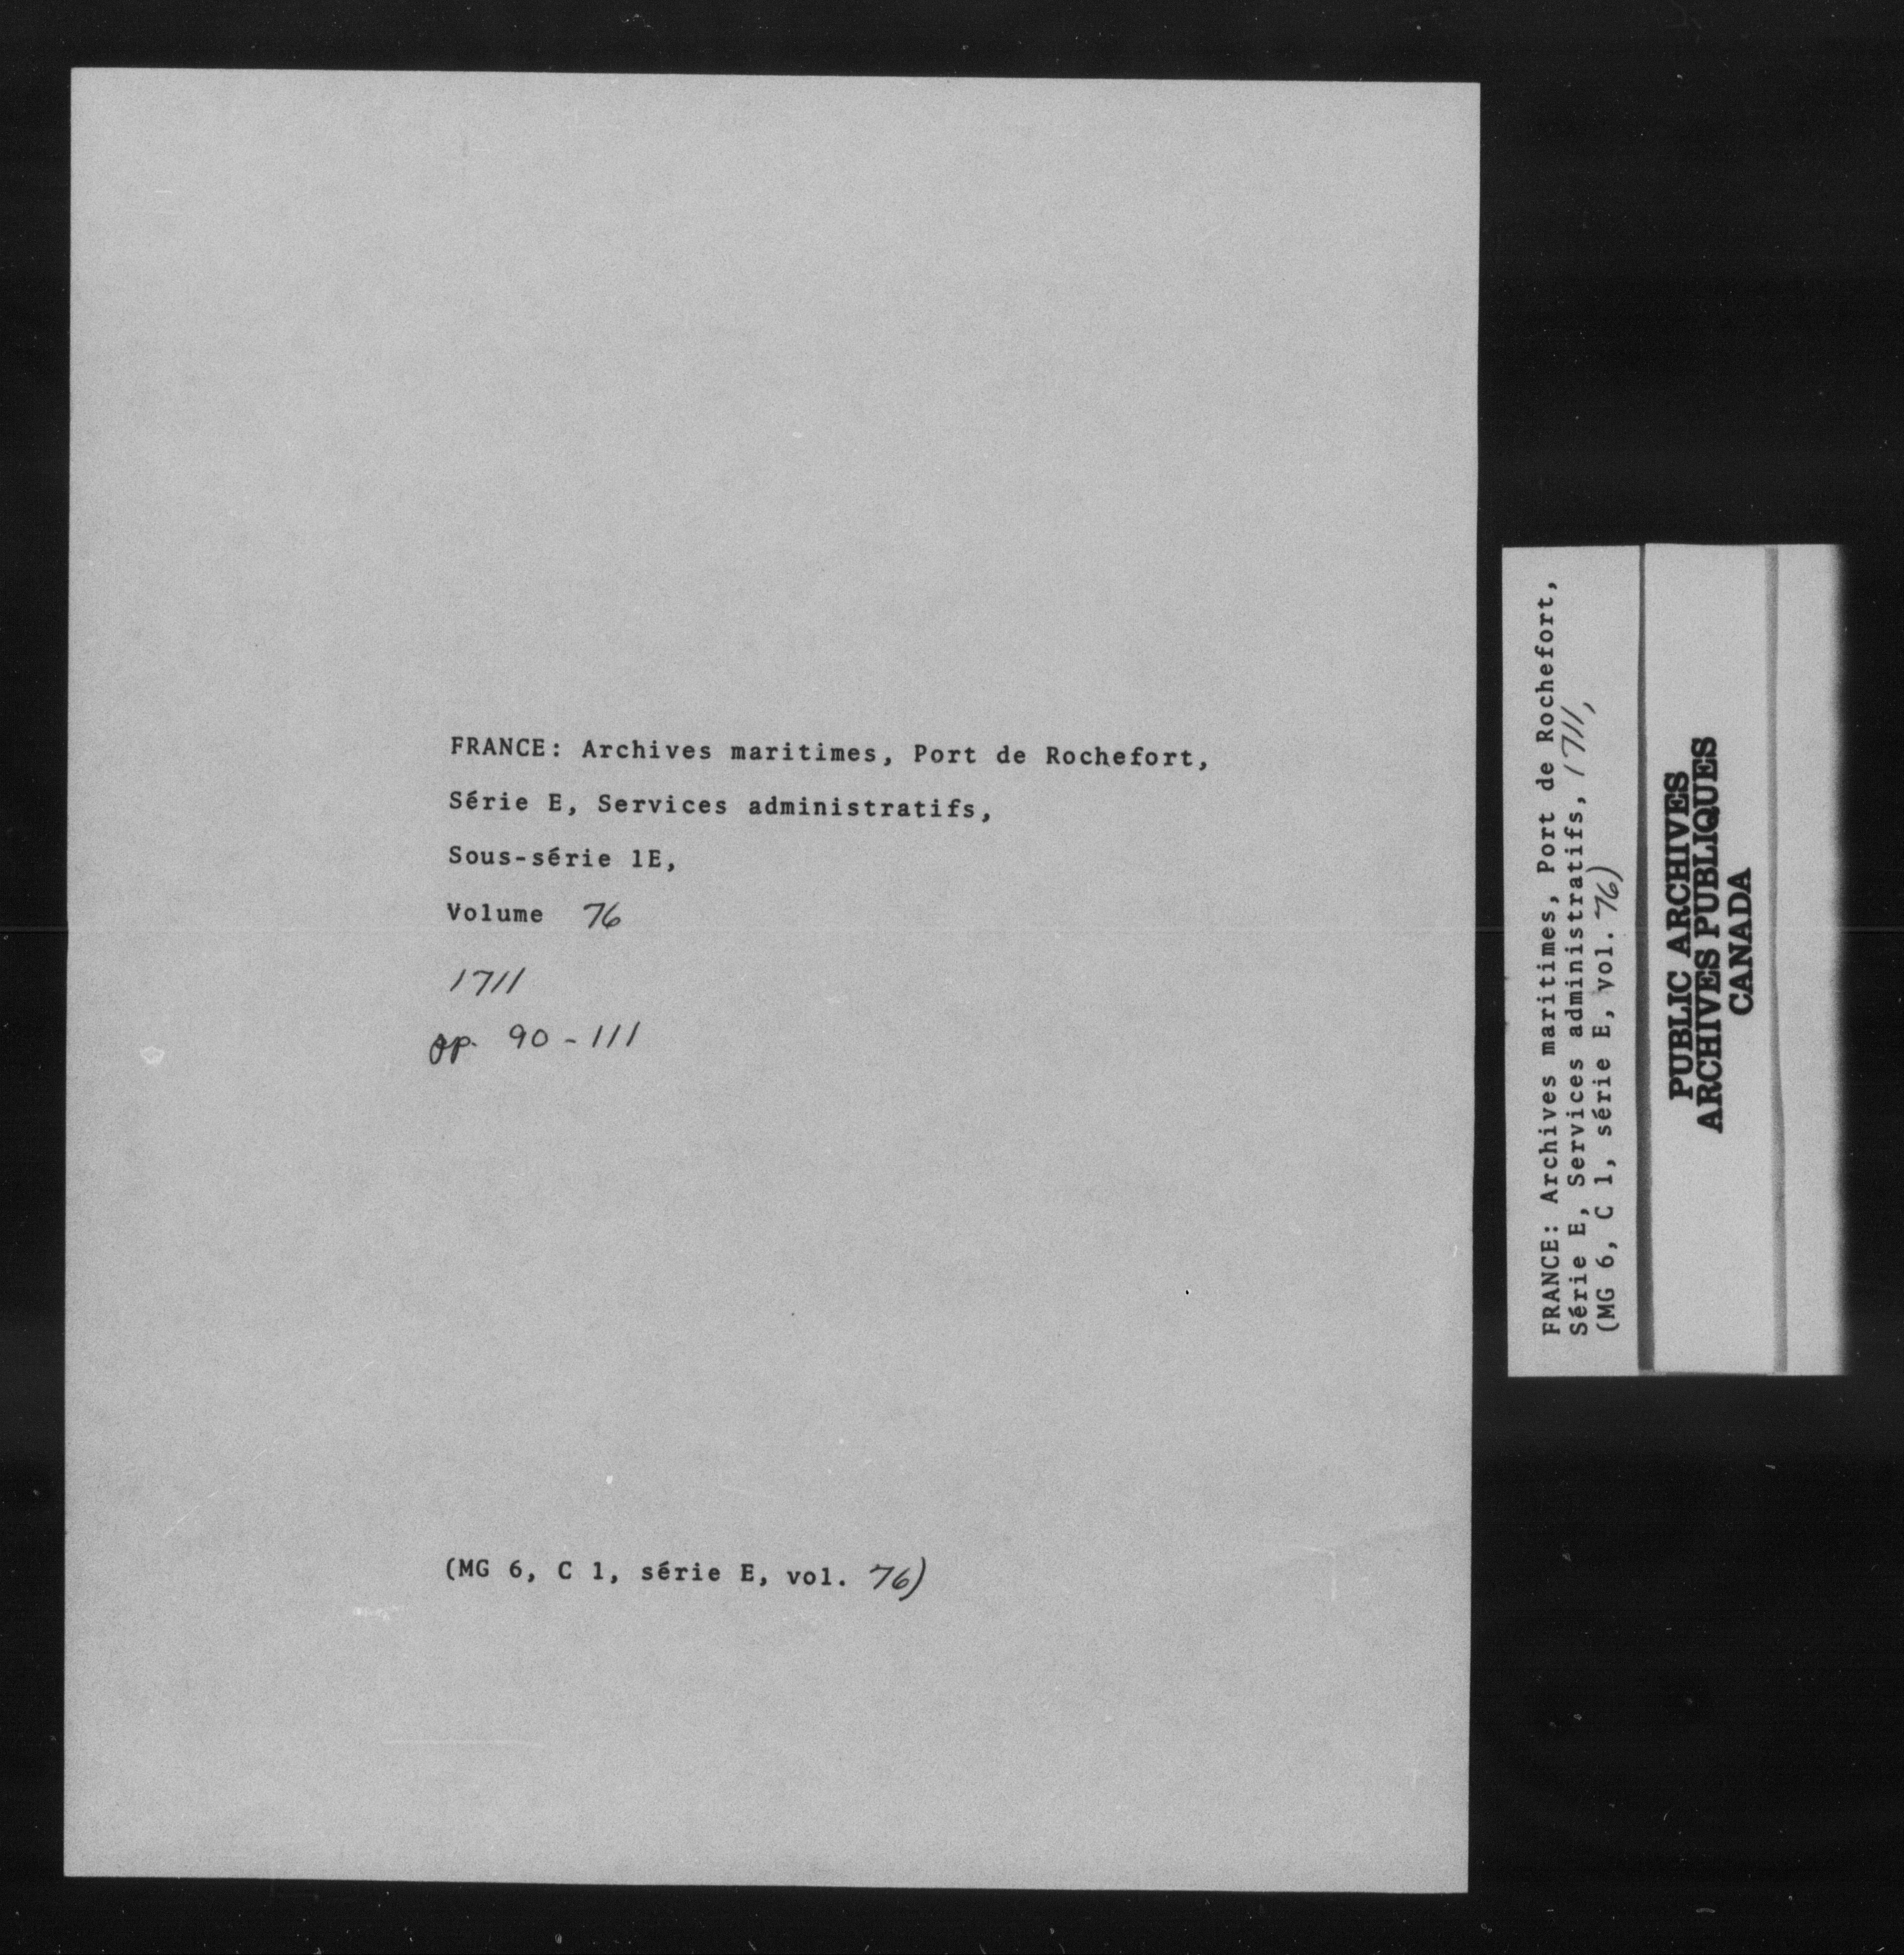 FRANCE: Archives maritimes, Port de Rochefort,
Série E, Services administratifs,
Sous-série 1E,
Volume 76
1711
pp. 90-111
(MG 6, C 1, série E, vol. 76)
FRANCE: Archives maritimes, Port de Rochefort,
Série E, Services administratifs, 1711,
(MG 6, C 1, série E, vol. 76)
PUBLIC ARCHIVES
ARCHIVES PUBLIQUES
CANADA